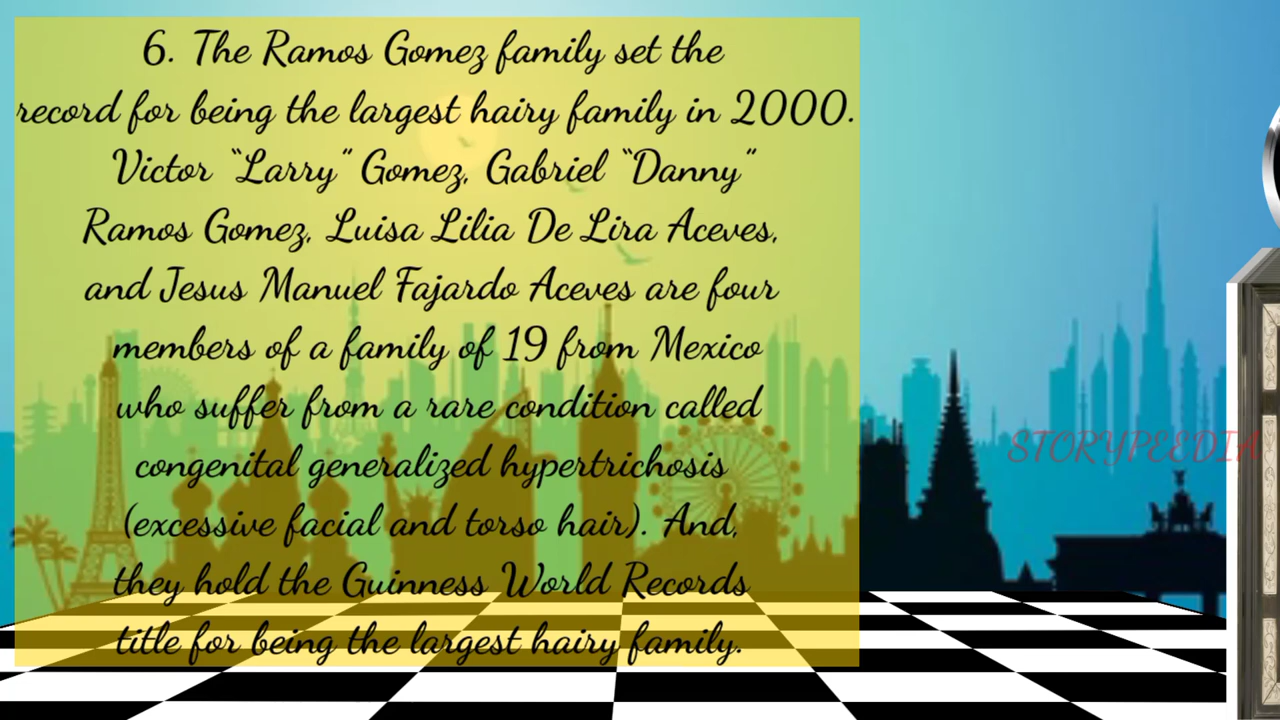 6. The Ramos Gomez family set the
record for being the largest hairy family in 2000.
Victor “Larry” Gomez, Gabriel “Danny”
Ramos Gomez, Luisa Lilia De Lira Aceves,
and Jesus Manuel Fajardo Aceves are four
members of a family of 19 from Mexico
who suffer from a rare condition called
congenital generalized hypertrichosis
(excessive facial and torso hair). And,
they hold the Guinness World Records
title for being the largest hairy family.
STORYPEEDIA